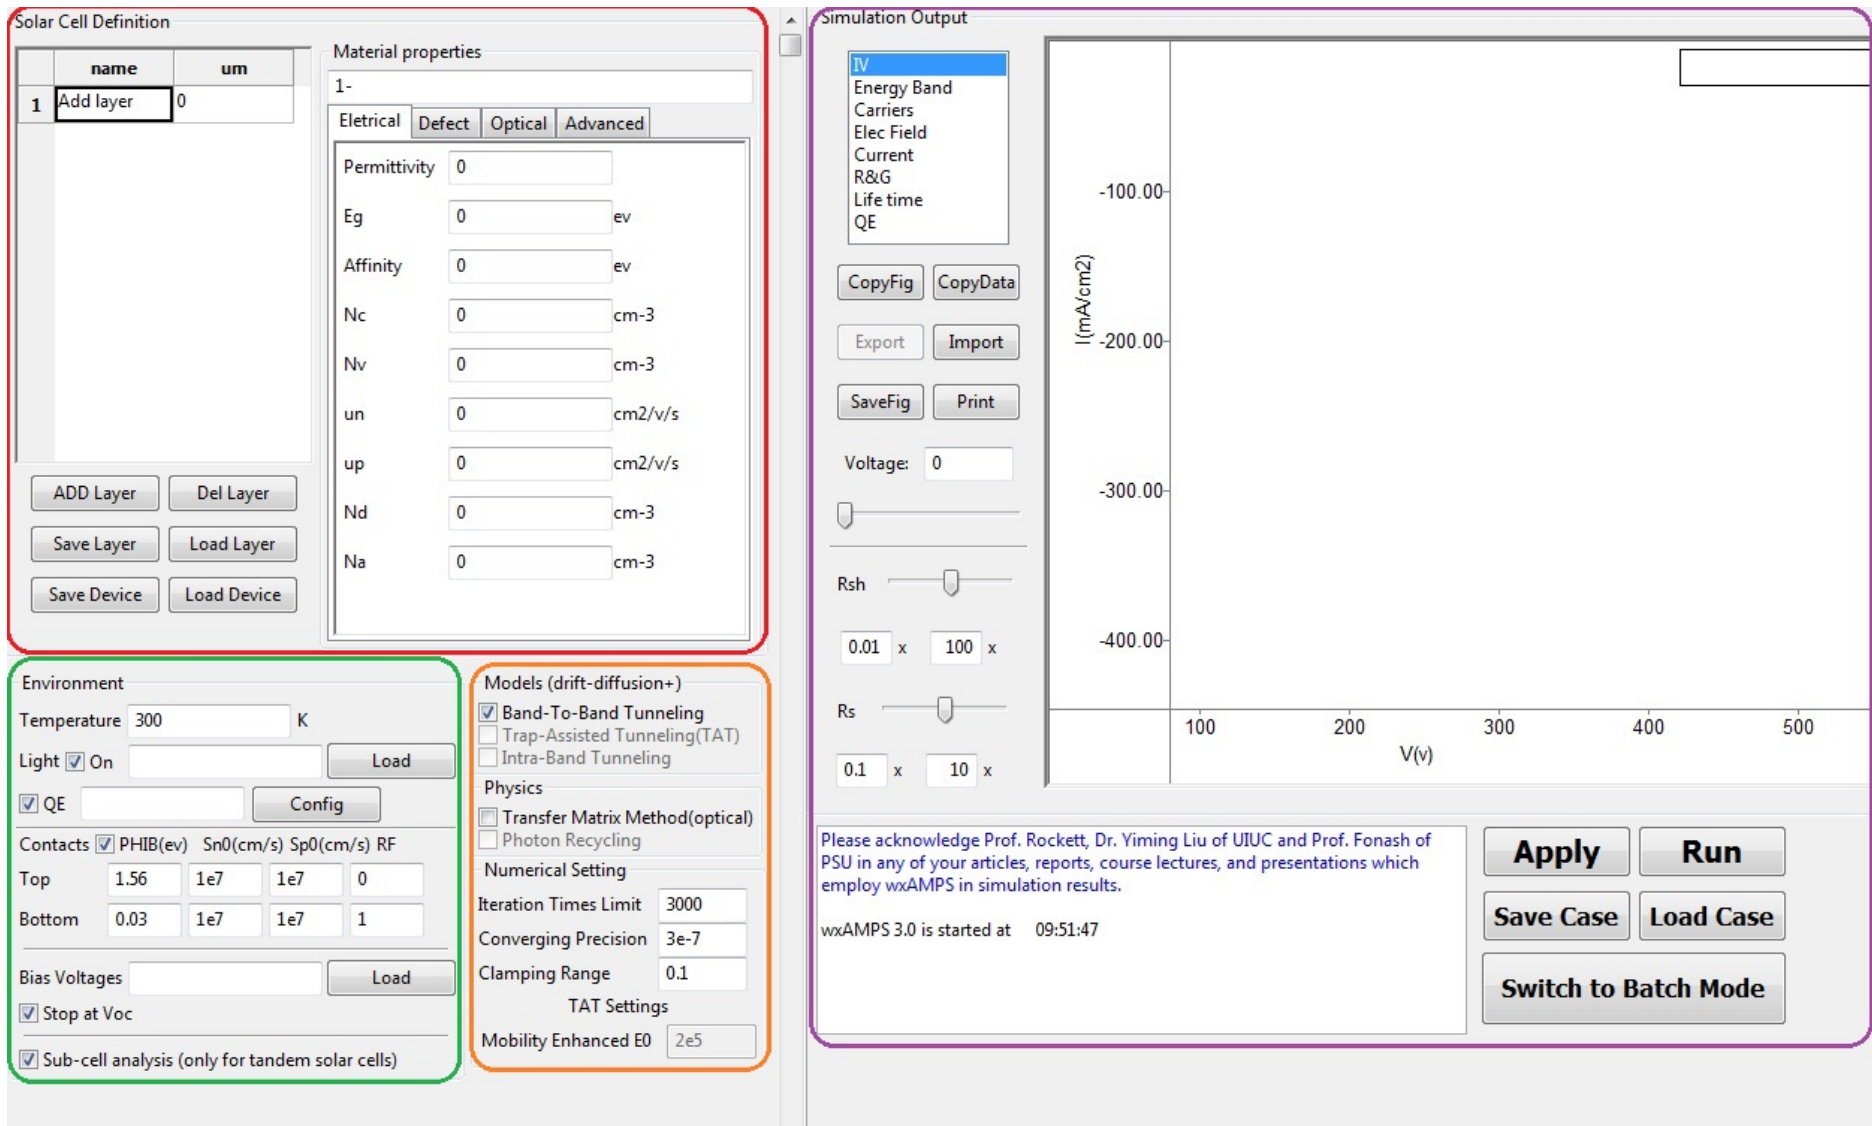 Solar Cell Definition
name um
1 Add layer 0
ADD Layer Del Layer
Save Layer Load Layer
Save Device Load Device
Material properties
1-
Eletrical Defect Optical Advanced
Permittivity 0
Eg 0 ev
Affinity 0 ev
Nc 0 cm-3
Nv 0 cm-3
un 0 cm2/v/s
up 0 cm2/v/s
Nd 0 cm-3
Na 0 cm-3
Environment
Temperature 300 K
Light On Load
QE Config
Contacts PHIB(ev) Sn0(cm/s) Sp0(cm/s) RF
Top 1.56 1e7 1e7 0
Bottom 0.03 1e7 1e7 1
Bias Voltages Load
Stop at Voc
Sub-cell analysis (only for tandem solar cells)
Models (drift-diffusion+)
Band-To-Band Tunneling
Trap-Assisted Tunneling(TAT)
Intra-Band Tunneling
Physics
Transfer Matrix Method(optical)
Photon Recycling
Numerical Setting
Iteration Times Limit 3000
Converging Precision 3e-7
Clamping Range 0.1
TAT Settings
Mobility Enhanced E0 2e5
Simulation Output
IV
Energy Band
Carriers
Elec Field
Current
R&G
Life time
QE
CopyFig CopyData
Export Import
SaveFig Print
Voltage: 0
Rsh
0.01 x 100 x
Rs
0.1 x 10 x
-100.00
-200.00
-300.00
-400.00
I(mA/cm2)
100 200 300 400 500
V(v)
Please acknowledge Prof. Rockett, Dr. Yiming Liu of UIUC and Prof. Fonash of
PSU in any of your articles, reports, course lectures, and presentations which
employ wxAMPS in simulation results.
wxAMPS 3.0 is started at 09:51:47
Apply Run
Save Case Load Case
Switch to Batch Mode